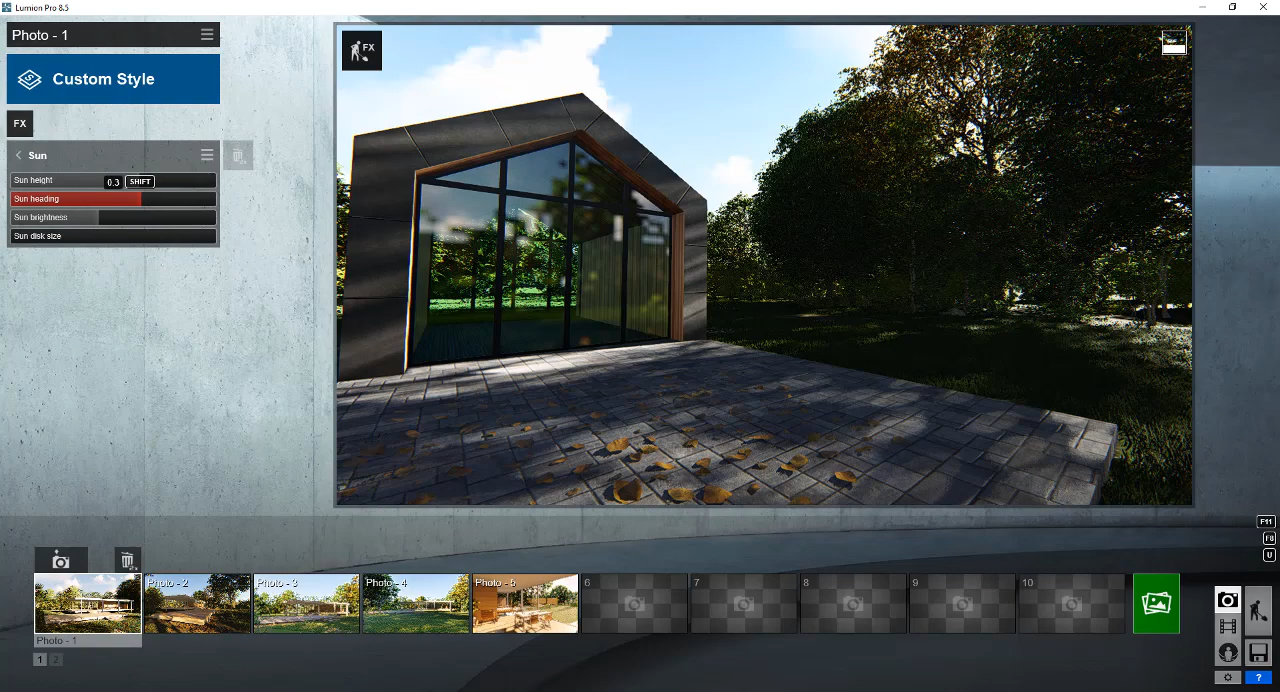 Lumion Pro 8.5
Photo - 1
Custom Style
FX
Sun
Sun height
0.3 SHIFT
Sun heading
Sun brightness
Sun disk size
FX
F11
F8
U
Photo - 2
Photo - 3
Photo - 4
Photo - 5
6
7
8
9
10
Photo - 1
1 2
?